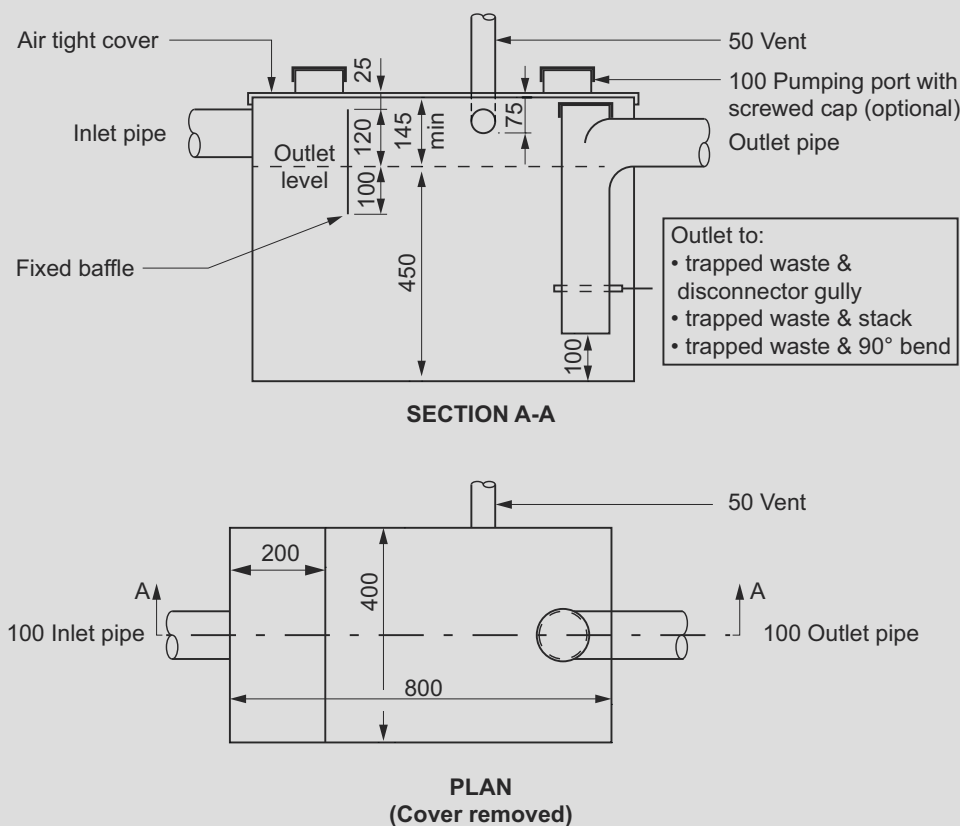 Air tight cover
25
50 Vent
100 Pumping port with
screwed cap (optional)
Inlet pipe
120
145
min
75
Outlet pipe
Outlet
level
100
Fixed baffle
450
Outlet to:
• trapped waste &
disconnector gully
• trapped waste & stack
• trapped waste & 90° bend
100
SECTION A-A
50 Vent
200
400
A
A
100 Inlet pipe
100 Outlet pipe
800
PLAN
(Cover removed)